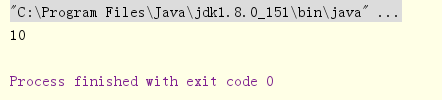 "C:\Program Files\Java\jdk1.8.0_151\bin\java" ...
10
Process finished with exit code 0